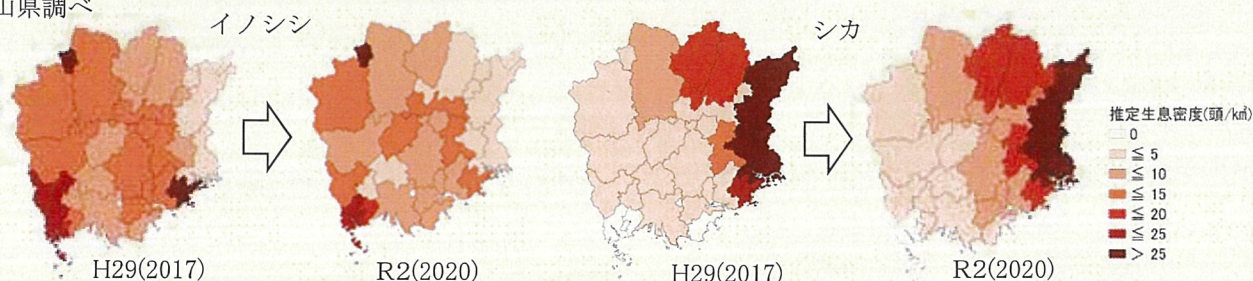 山県調べ
イノシシ
シカ
推定生息密度(頭/km²)
0
≦ 5
≦ 10
≦ 15
≦ 20
≦ 25
> 25
H29(2017)
R2(2020)
H29(2017)
R2(2020)